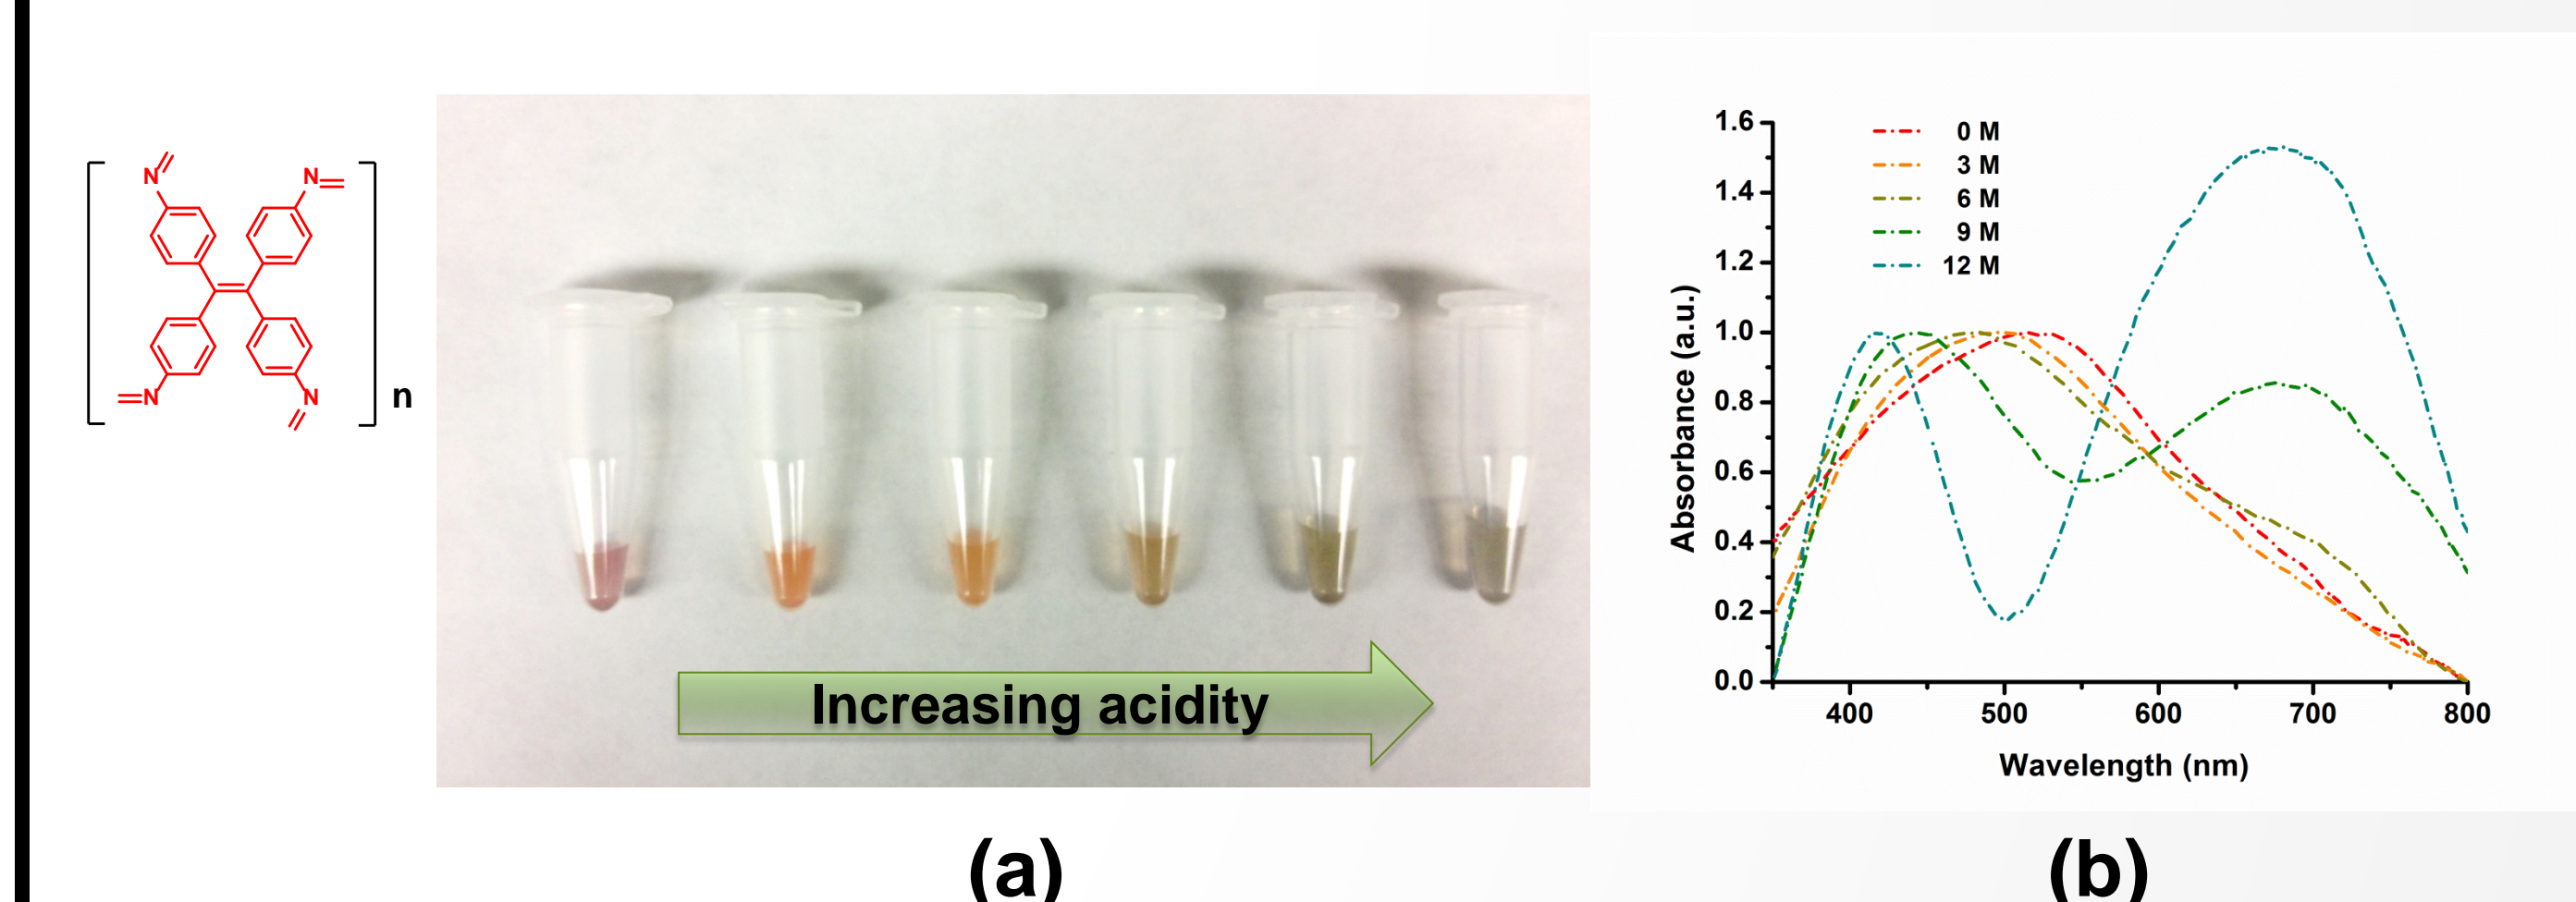 N
N
N
N
n
Increasing acidity
(a)
1.6
1.4
1.2
1.0
0.8
0.6
0.4
0.2
0.0
Absorbance (a.u.)
0 M
3 M
6 M
9 M
12 M
400 500 600 700 800
Wavelength (nm)
(b)